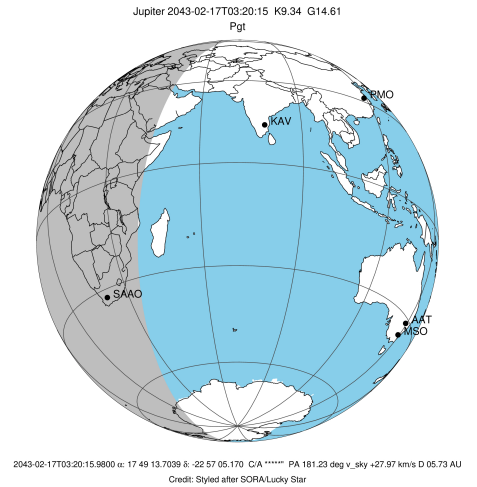 Jupiter 2043-02-17T03:20:15 K9.34 G14.61
Pgt
PMO
KAV
SAAO
AAT
MSO
2043-02-17T03:20:15.9800 α: 17 49 13.7039 δ: -22 57 05.170 C/A *****" PA 181.23 deg v_sky +27.97 km/s D 05.73 AU
Credit: Styled after SORA/Lucky Star